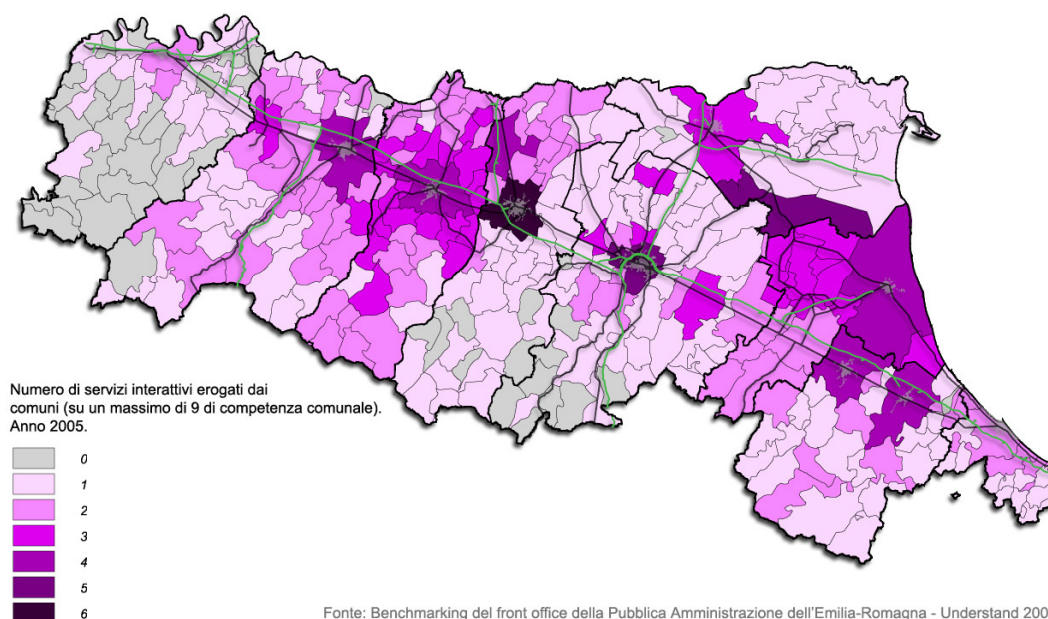 Numero di servizi interattivi erogati dai
comuni (su un massimo di 9 di competenza comunale).
Anno 2005.
0
1
2
3
4
5
6
Fonte: Benchmarking del front office della Pubblica Amministrazione dell'Emilia-Romagna - Understand 200